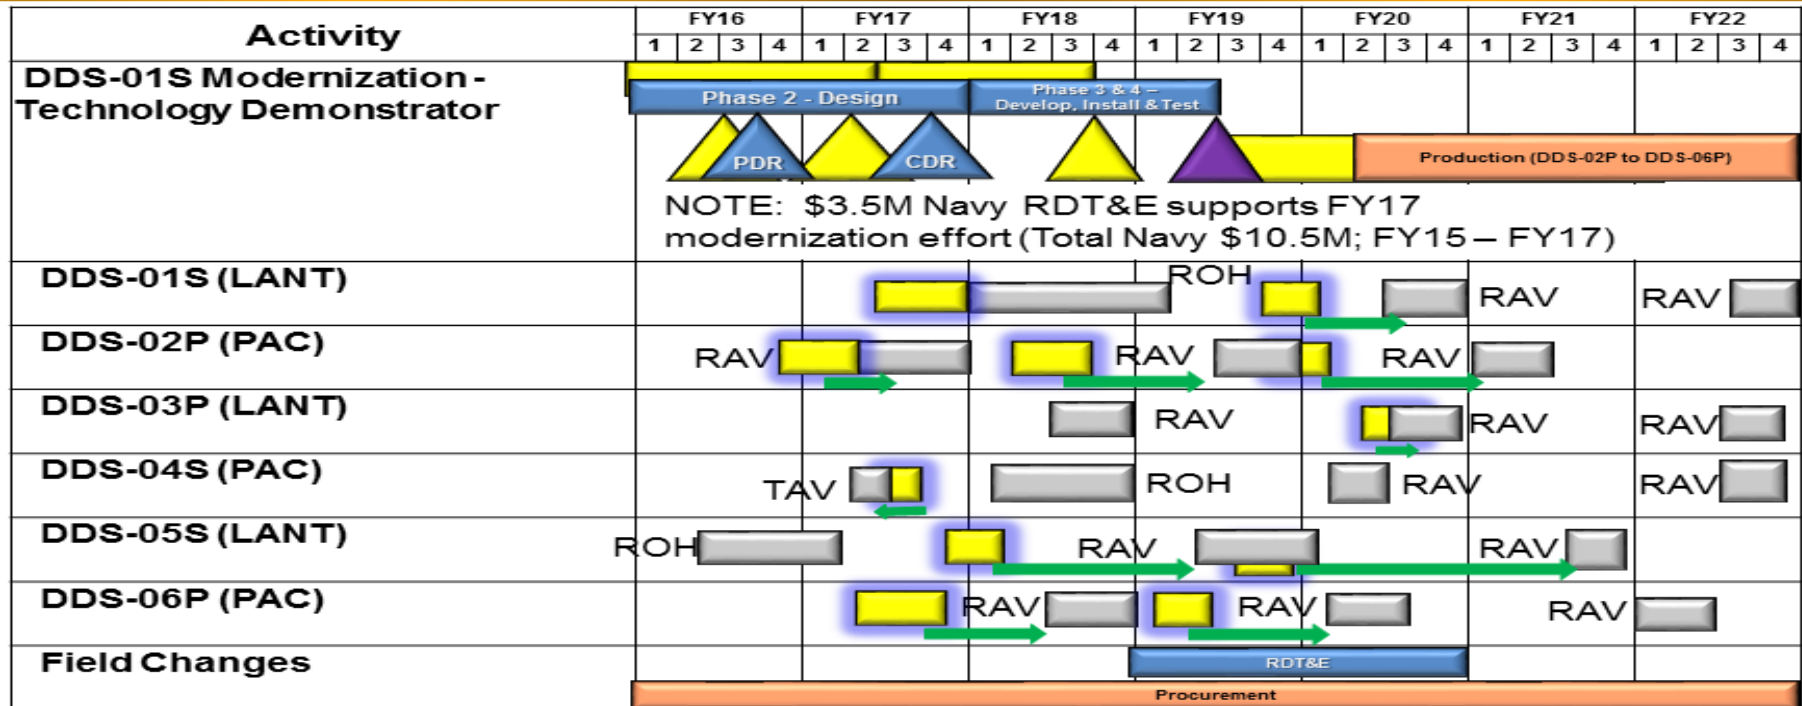 Activity
FY16 FY17 FY18 FY19 FY20 FY21 FY22
1 2 3 4 1 2 3 4 1 2 3 4 1 2 3 4 1 2 3 4 1 2 3 4 1 2 3 4
DDS-01S Modernization -
Technology Demonstrator
Phase 2 - Design
Phase 3 & 4 –
Develop, Install & Test
PDR
CDR
Production (DDS-02P to DDS-06P)
NOTE: $3.5M Navy RDT&E supports FY17
modernization effort (Total Navy $10.5M; FY15 – FY17)
DDS-01S (LANT) ROH RAV RAV
DDS-02P (PAC) RAV RAV RAV
DDS-03P (LANT) RAV RAV RAV
DDS-04S (PAC) TAV ROH RAV RAV
DDS-05S (LANT) ROH RAV RAV
DDS-06P (PAC) RAV RAV RAV
Field Changes RDT&E
Procurement